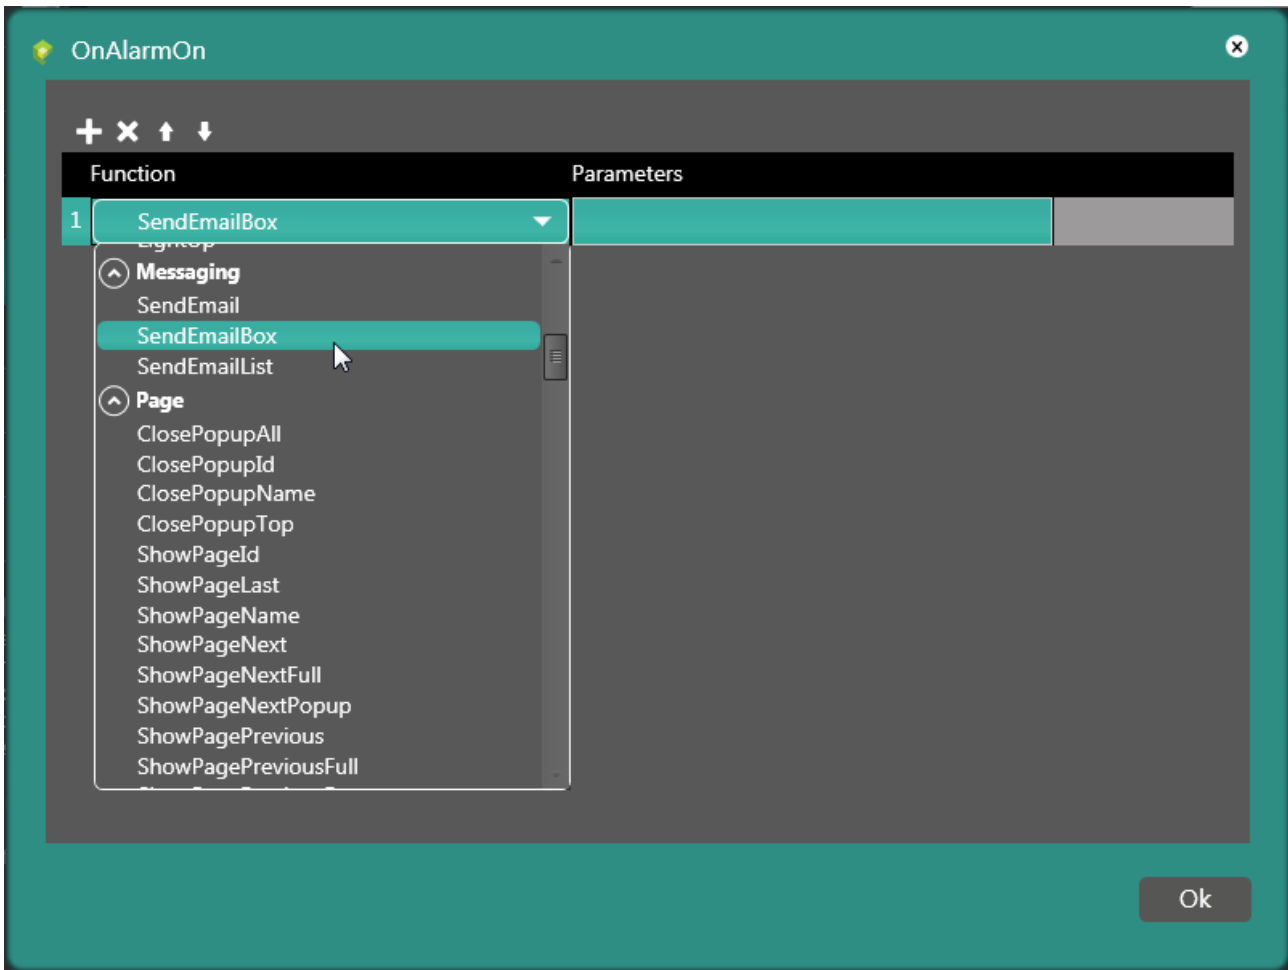 OnAlarmOn
Function Parameters
1 SendEmailBox
LightUp
Messaging
SendEmail
SendEmailBox
SendEmailList
Page
ClosePopupAll
ClosePopupId
ClosePopupName
ClosePopupTop
ShowPageId
ShowPageLast
ShowPageName
ShowPageNext
ShowPageNextFull
ShowPageNextPopup
ShowPagePrevious
ShowPagePreviousFull
Ok